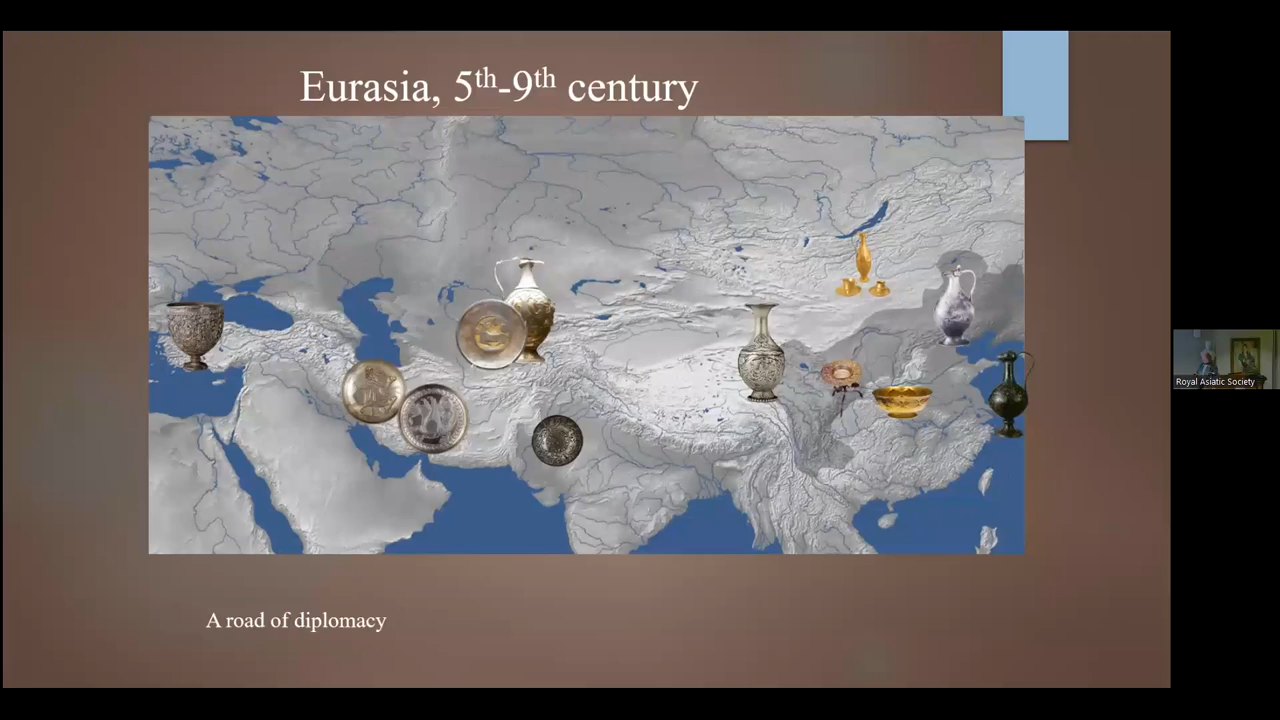 Eurasia, 5th-9th century
Royal Asiatic Society
A road of diplomacy